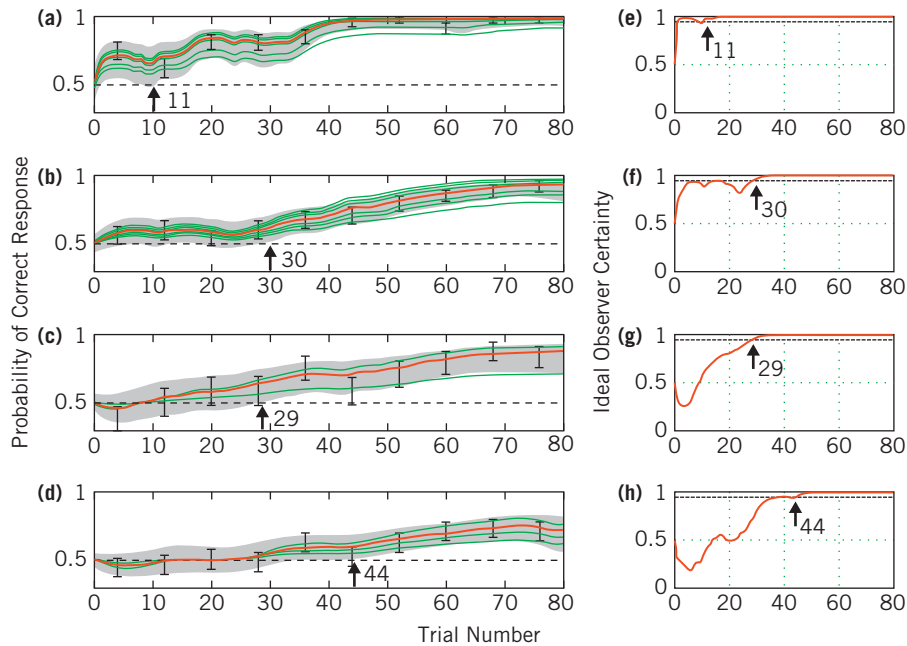 (a)
1
0.5
11
0 10 20 30 40 50 60 70 80
(b)
1
0.5
30
0 10 20 30 40 50 60 70 80
(c)
1
0.5
29
0 10 20 30 40 50 60 70 80
(d)
1
0.5
44
0 10 20 30 40 50 60 70 80
Probability of Correct Response
Trial Number
(e)
1
0.5
0
11
0 20 40 60 80
(f)
1
0.5
0
30
0 20 40 60 80
(g)
1
0.5
0
29
0 20 40 60 80
(h)
1
0.5
0
44
0 20 40 60 80
Ideal Observer Certainty